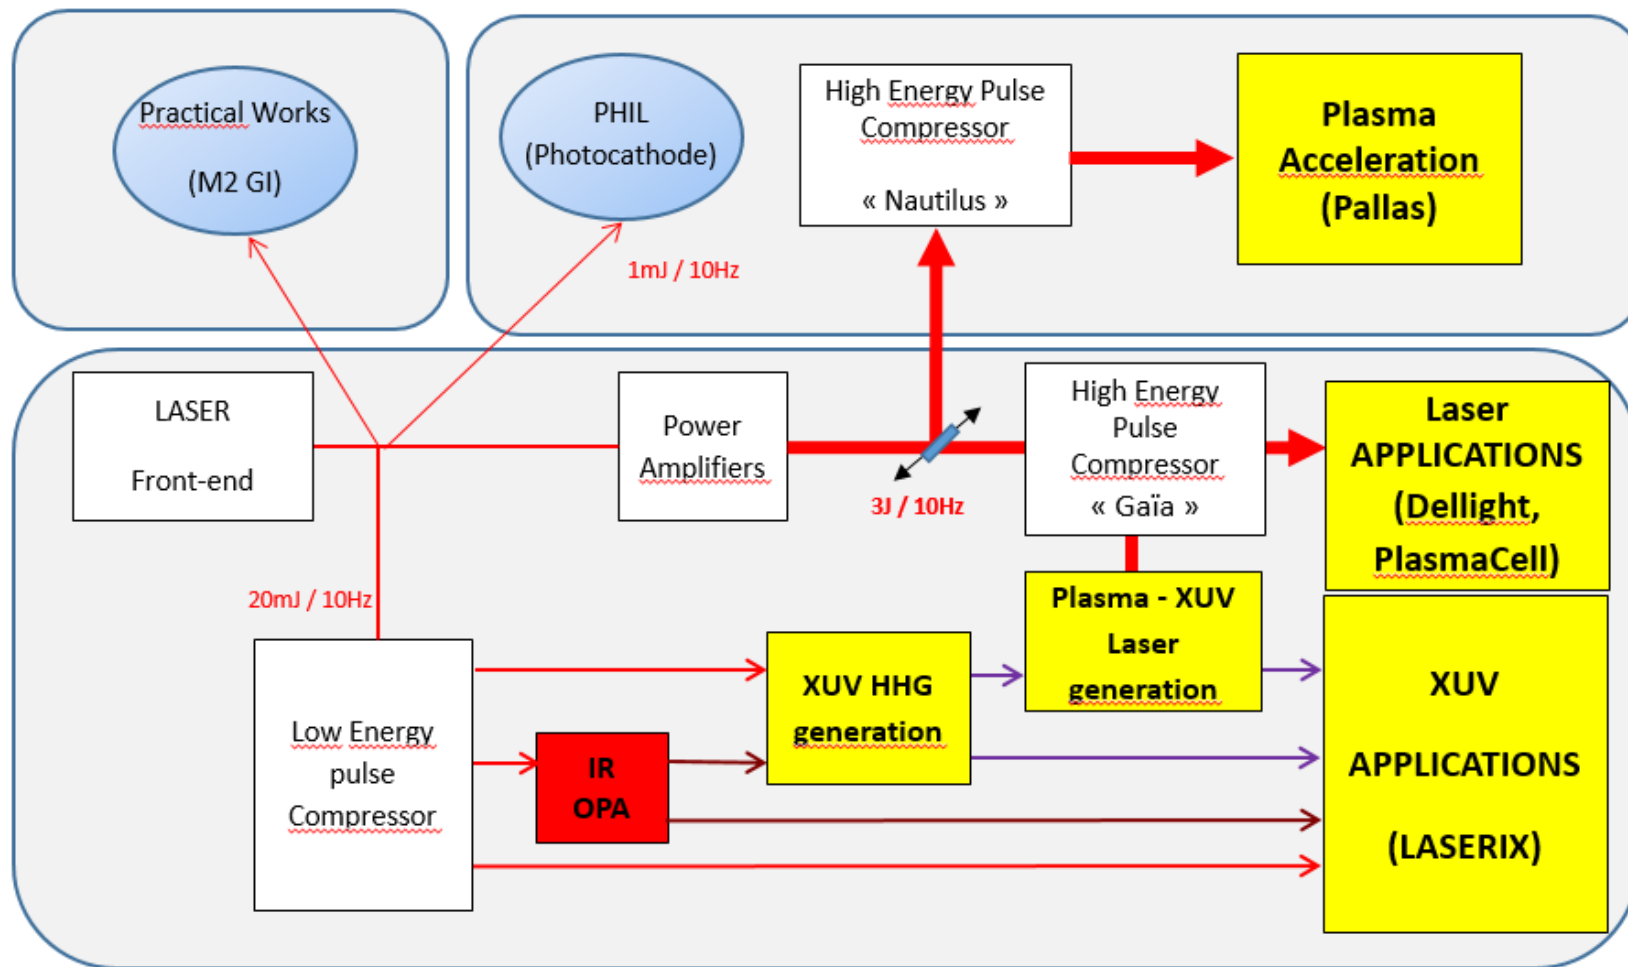 Practical Works
(M2 GI)
PHIL
(Photocathode)
High Energy Pulse
Compressor
« Nautilus »
Plasma
Acceleration
(Pallas)
1mJ / 10Hz
LASER
Front-end
Power
Amplifiers
3J / 10Hz
High Energy
Pulse
Compressor
« Gaïa »
Laser
APPLICATIONS
(Dellight,
PlasmaCell)
20mJ / 10Hz
Low Energy
pulse
Compressor
IR
OPA
XUV HHG
generation
Plasma - XUV
Laser
generation
XUV
APPLICATIONS
(LASERIX)